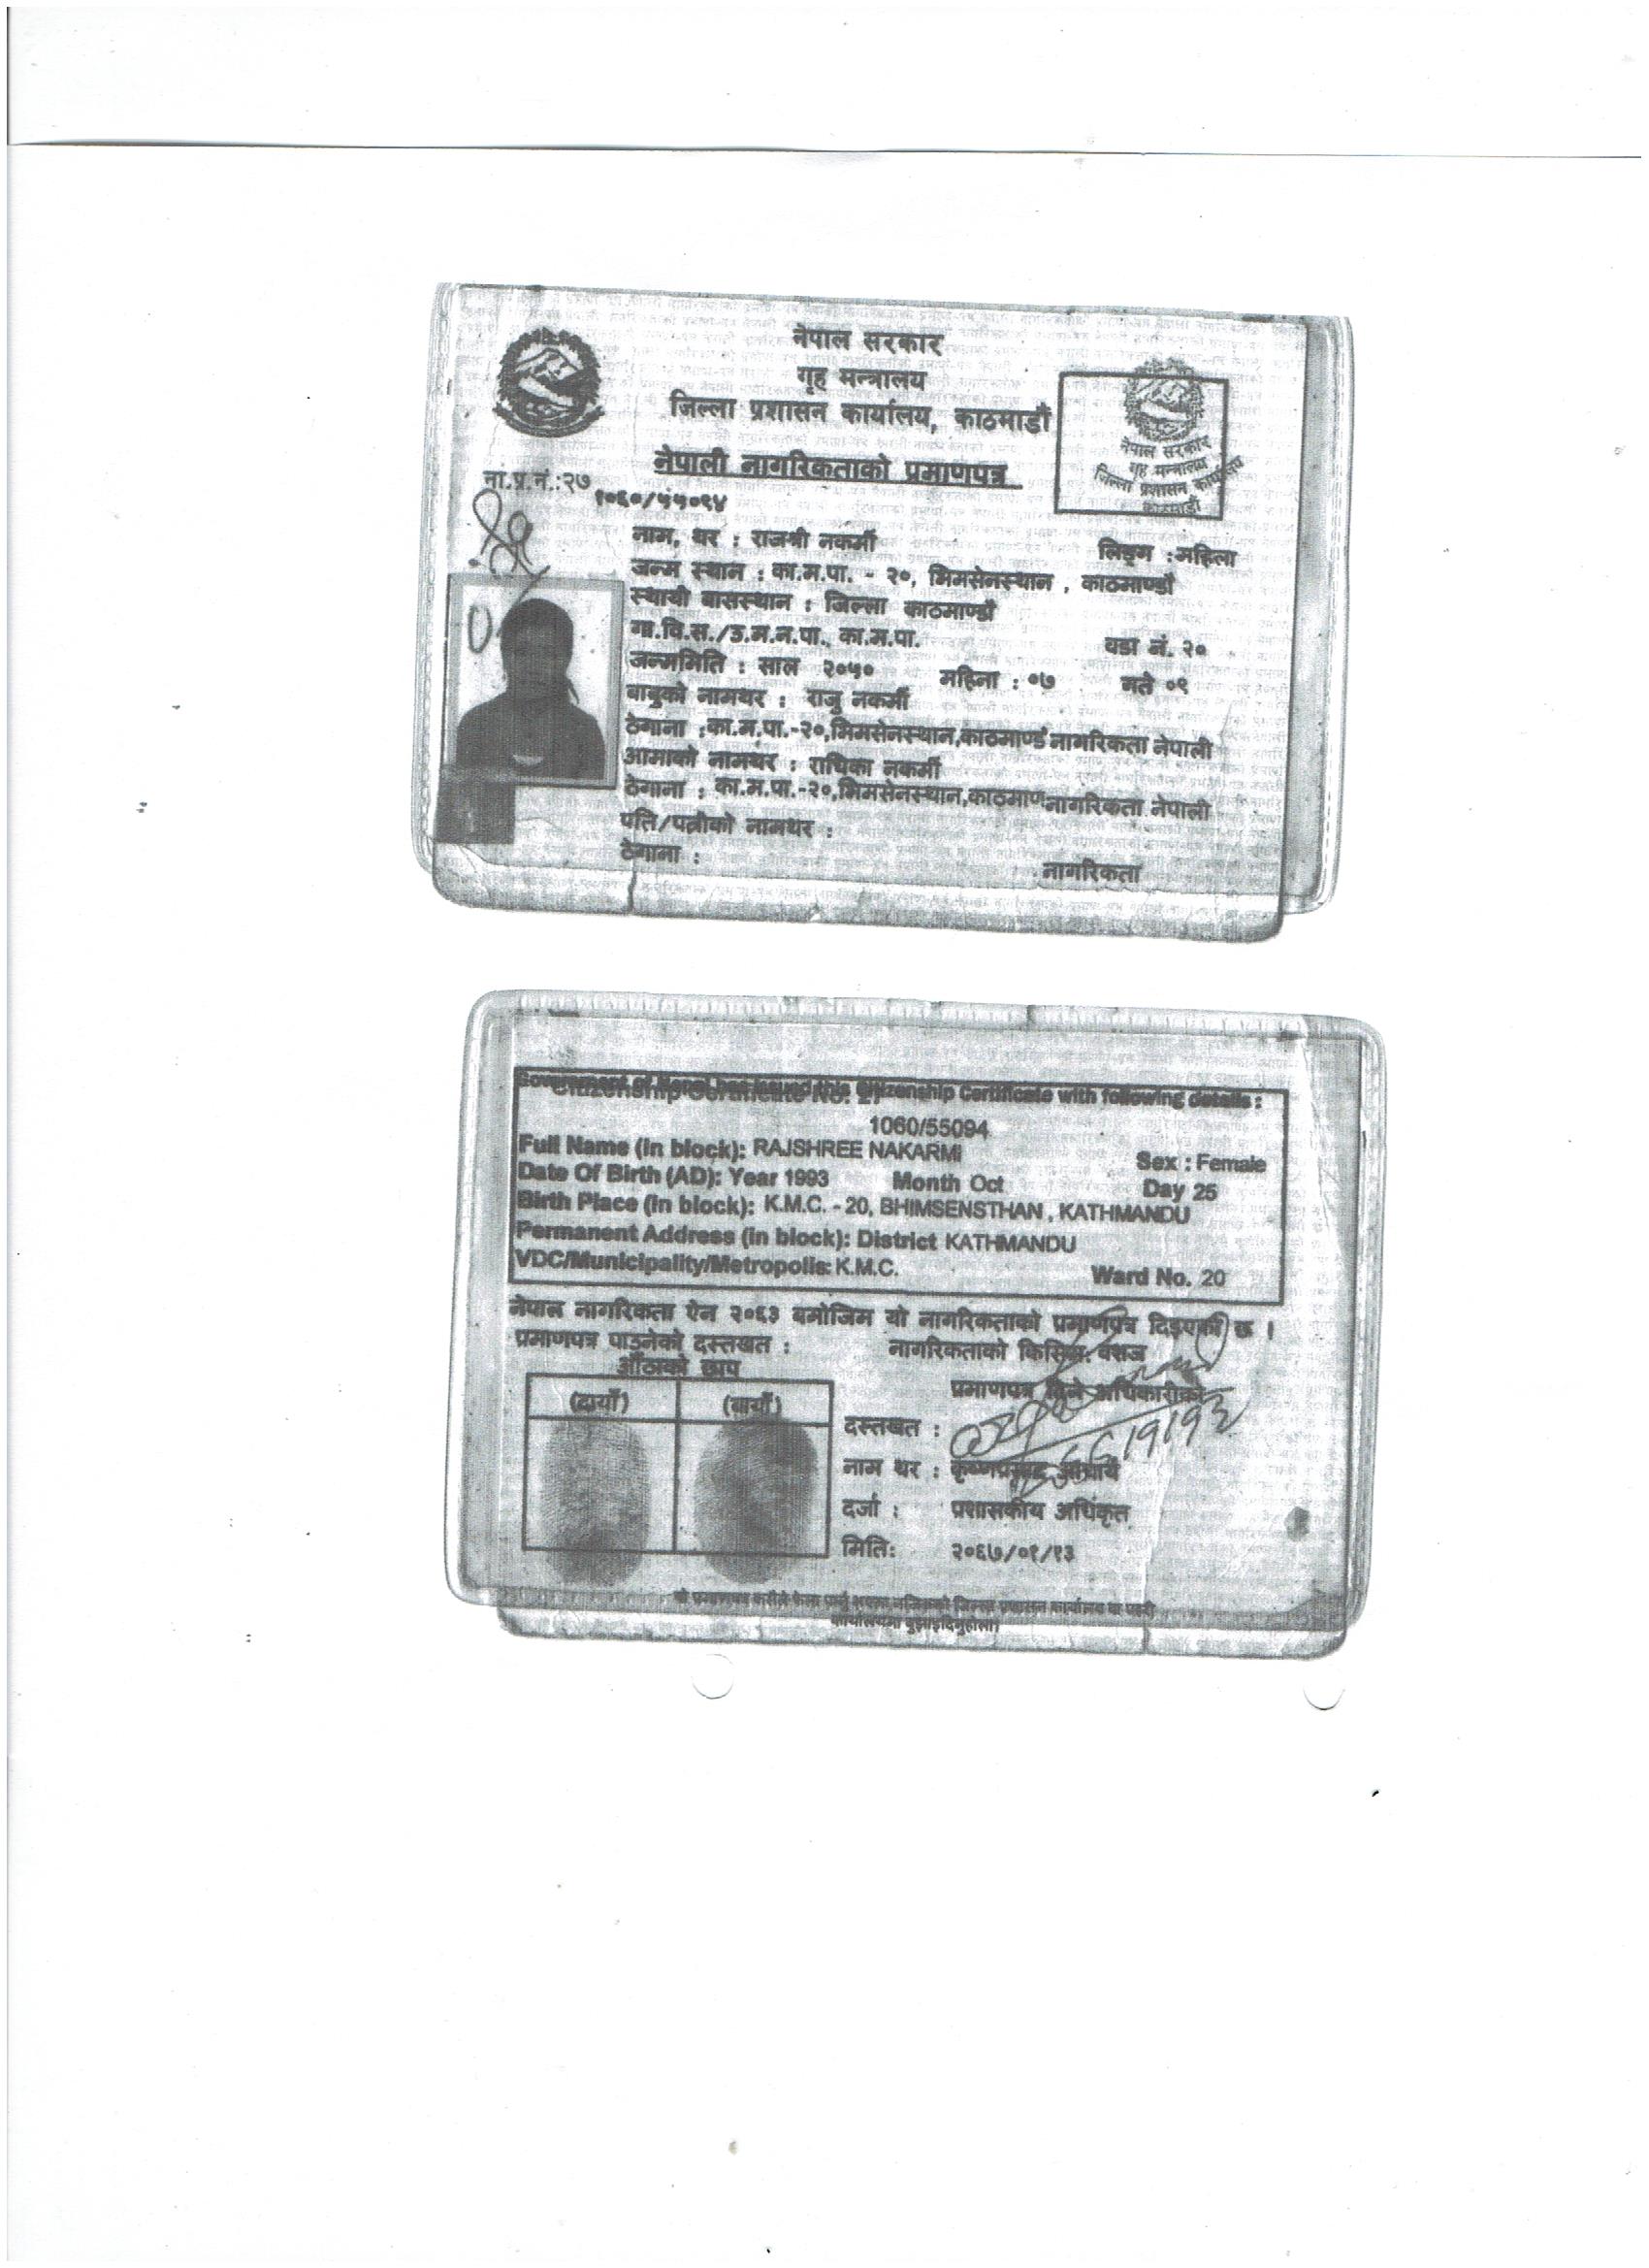 नेपाल सरकार
गृह मन्त्रालय
जिल्ला प्रशासन कार्यालय, काठमाडौं
नेपाली नागरिकताको प्रमाणपत्र
नेपाल सरकार
गृह मन्त्रालय
जिल्ला प्रशासन कार्यालय
काठमाडौं
ना.प्र.नं.:२७
१०६०/५५०९४
नाम, थर : राजश्री नकर्मी लिङ्ग :महिला
जन्म स्थान : का.म.पा. - २०, भिमसेनस्थान , काठमाण्डौ
स्थायी बासस्थान : जिल्ला काठमाण्डौ
गा.वि.स./उ.म.न.पा., का.म.पा. वडा नं. २०
जन्ममिति : साल २०५० महिना : ०७ गते ०९
बाबुको नामथर : राजु नकर्मी
ठेगाना :का.म.पा.-२०,भिमसेनस्थान,काठमाण्ड नागरिकता नेपाली
आमाको नामथर : राधिका नकर्मी
ठेगाना : का.म.पा.-२०,भिमसेनस्थान,काठमाण नागरिकता नेपाली
पति/पत्नीको नामथर :
ठेगाना : नागरिकता
Government of Nepal has issued this Citizenship Certificate with following details :
Citizenship Certificate No. 27
1060/55094
Full Name (in block): RAJSHREE NAKARMI Sex : Female
Date Of Birth (AD): Year 1993 Month Oct Day 25
Birth Place (in block): K.M.C. - 20, BHIMSENSTHAN , KATHMANDU
Permanent Address (in block): District KATHMANDU
VDC/Municipality/Metropolis: K.M.C. Ward No. 20
नेपाल नागरिकता ऐन २०६३ बमोजिम यो नागरिकताको प्रमाणपत्र दिइएको छ ।
प्रमाणपत्र पाउनेको दस्तखत : नागरिकताको किसिम: वंशज
औंठाको छाप
(दायाँ) (बायाँ)
प्रमाणपत्र दिने अधिकारीको
दस्तखत :
नाम थर : कृष्णप्रसाद आचार्य
दर्जा : प्रशासकीय अधिकृत
मिति: २०६७/०१/१३
यो प्रमाणपत्र कसैले फेला पार्नु भएमा नजिकको जिल्ला प्रशासन कार्यालय वा प्रहरी
कार्यालयमा बुझाइदिनुहोला।